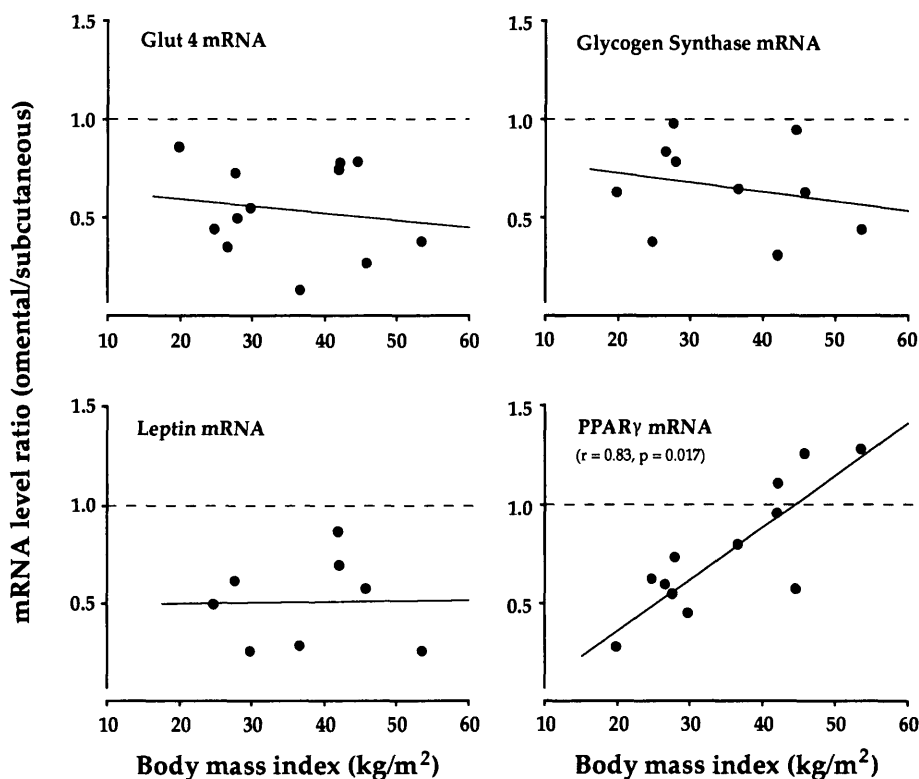 mRNA level ratio (omental/subcutaneous)
Glut 4 mRNA
1.5
1.0
0.5
10 20 30 40 50 60
Glycogen Synthase mRNA
1.5
1.0
0.5
10 20 30 40 50 60
Leptin mRNA
1.5
1.0
0.5
10 20 30 40 50 60
Body mass index (kg/m²)
PPARγ mRNA
(r = 0.83, p = 0.017)
1.5
1.0
0.5
10 20 30 40 50 60
Body mass index (kg/m²)